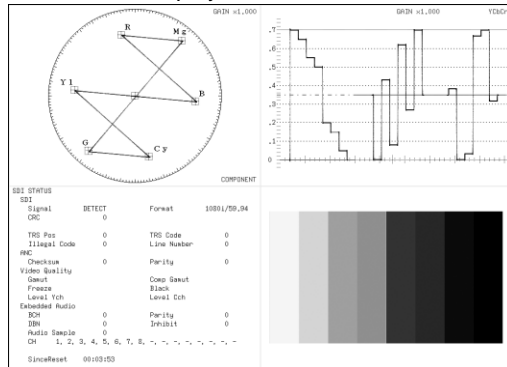 GAIN x1,000
R
Mg
Yl
B
G
Cy
COMPONENT
GAIN x1,000 YCbCr
.7
.6
.5
.4
.3
.2
.1
0
SDI STATUS
SDI
Signal DETECT Format 1080i/59.94
CRC 0
TRS Pos 0 TRS Code 0
Illegal Code 0 Line Number 0
ANC
Checksum 0 Parity 0
Video Quality
Gamut Comp Gamut
Freeze Black
Level Ych Level Cch
Embedded Audio
BCH 0 Parity 0
DBN 0 Inhibit 0
Audio Sample 0
CH 1, 2, 3, 4, 5, 6, 7, 8, -, -, -, -, -, -, -, -
SinceReset 00:03:53